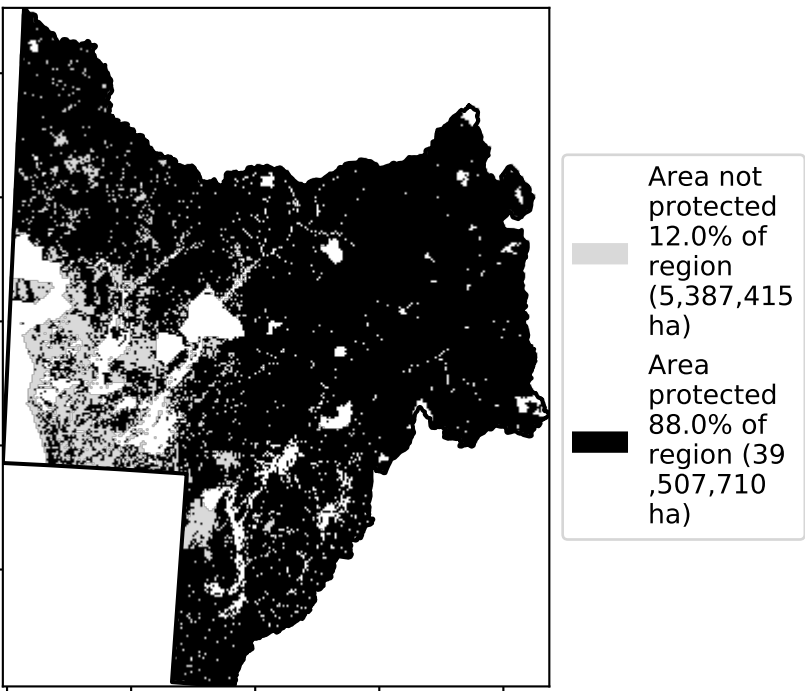 Area not
protected
12.0% of
region
(5,387,415
ha)
Area
protected
88.0% of
region (39
,507,710
ha)